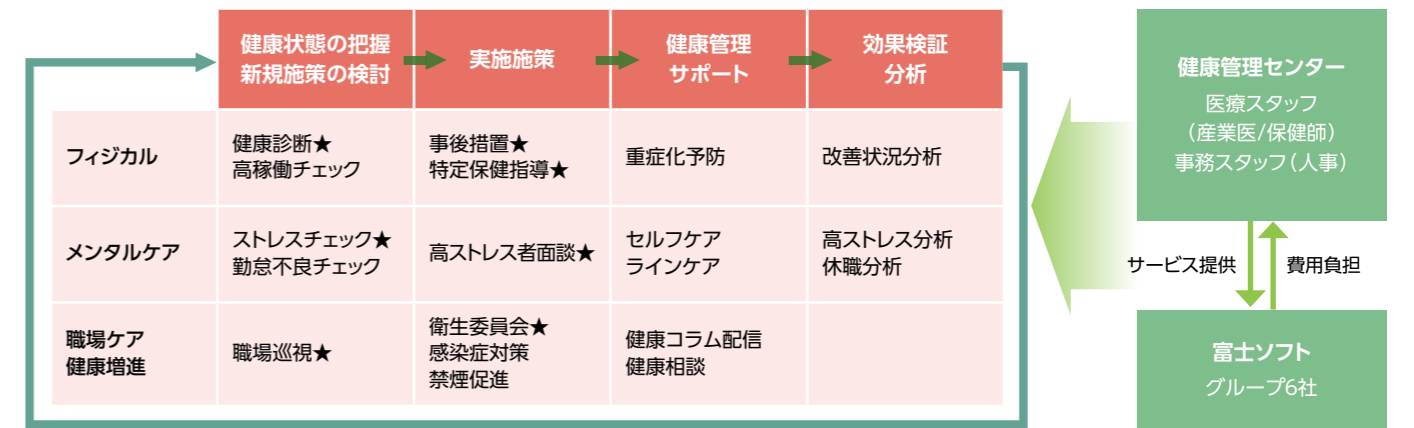 健康状態の把握
新規施策の検討
実施施策
健康管理
サポート
効果検証
分析
フィジカル
健康診断★
高稼働チェック
事後措置★
特定保健指導★
重症化予防
改善状況分析
メンタルケア
ストレスチェック★
勤怠不良チェック
高ストレス者面談★
セルフケア
ラインケア
高ストレス分析
休職分析
職場ケア
健康増進
職場巡視★
衛生委員会★
感染症対策
禁煙促進
健康コラム配信
健康相談
健康管理センター
医療スタッフ
（産業医/保健師）
事務スタッフ（人事）
サービス提供
費用負担
富士ソフト
グループ6社